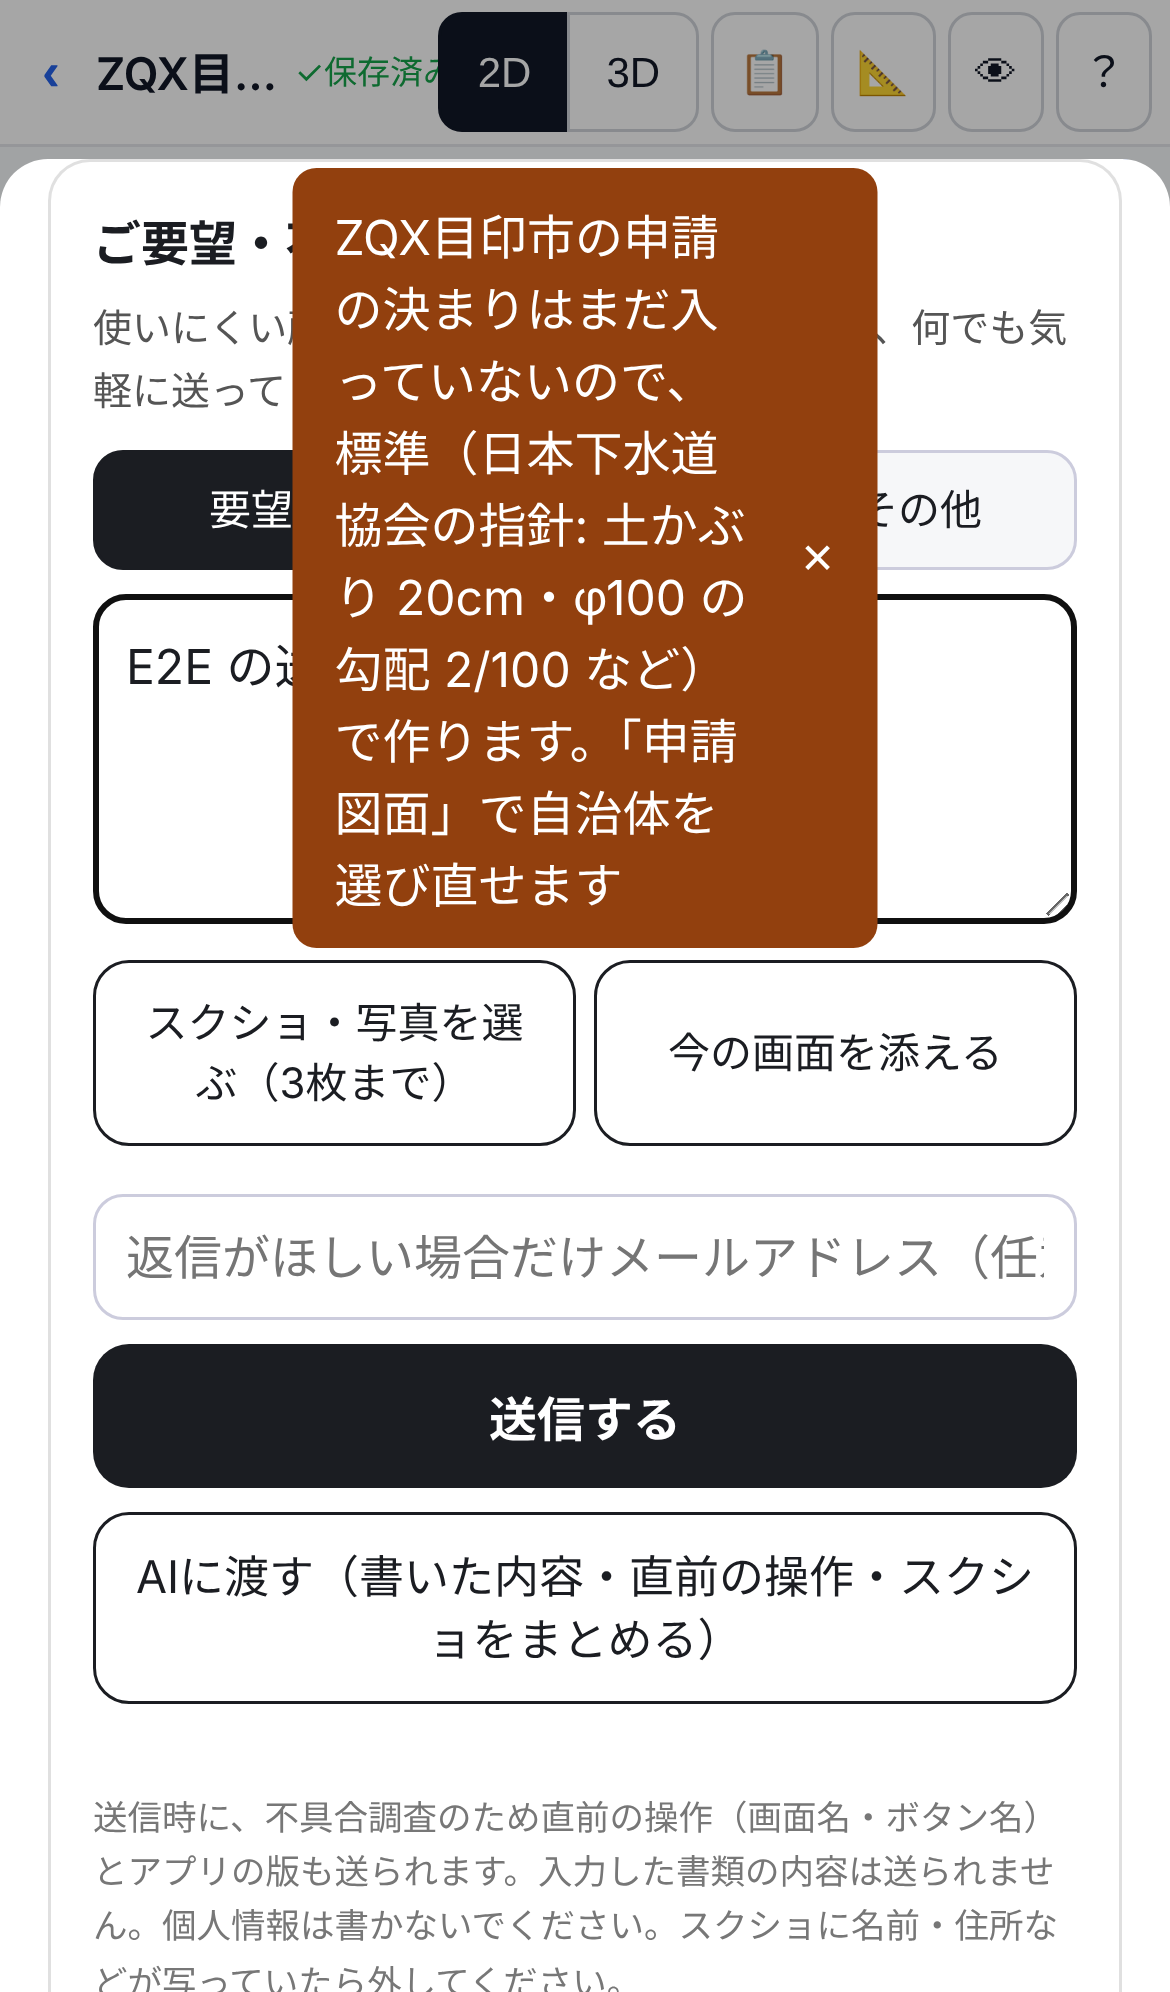 ‹ ZQX目… ✓保存済み 2D 3D ?
ご要望・
使いにくい
、何でも気
軽に送って
要望
その他
ZQX目印市の申請
の決まりはまだ入
っていないので、
標準（日本下水道
協会の指針: 土かぶ
り 20cm・φ100 の
勾配 2/100 など）
で作ります。「申請
図面」で自治体を
選び直せます
×
E2E の
スクショ・写真を選
ぶ（3枚まで）
今の画面を添える
返信がほしい場合だけメールアドレス（任
送信する
AIに渡す（書いた内容・直前の操作・スクシ
ョをまとめる）
送信時に、不具合調査のため直前の操作（画面名・ボタン名）
とアプリの版も送られます。入力した書類の内容は送られませ
ん。個人情報は書かないでください。スクショに名前・住所な
どが写っていたら外してください。